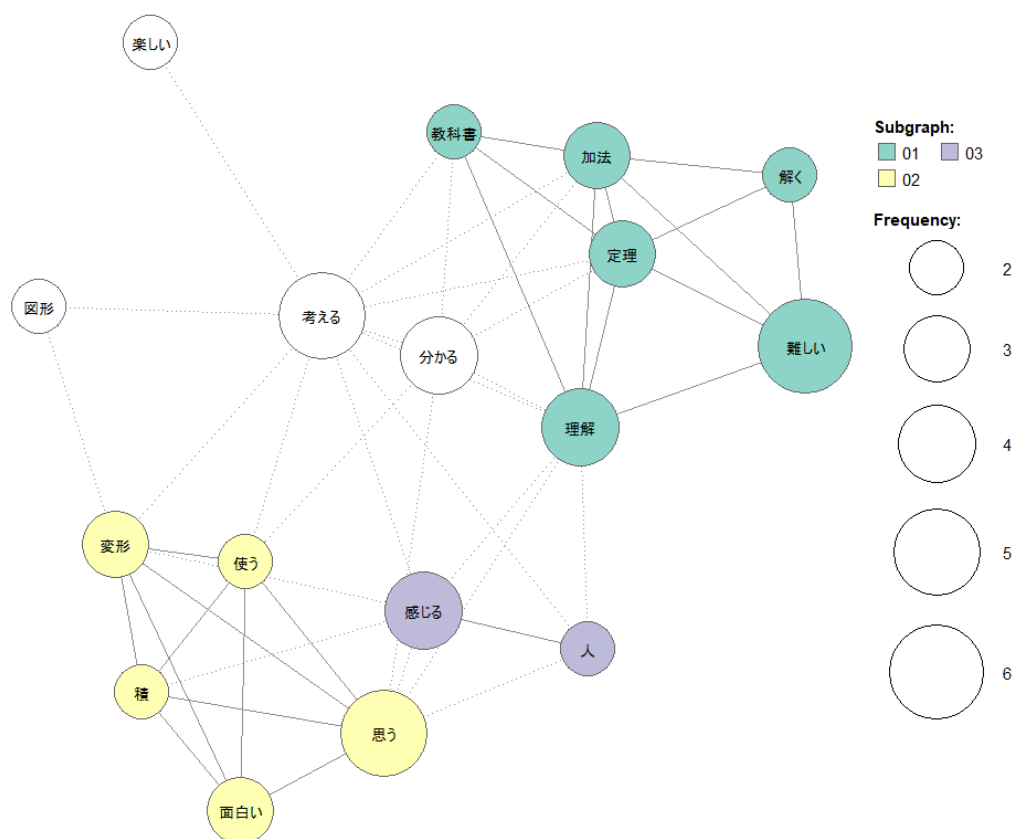 楽しい
教科書
加法
解く
定理
図形
考える
分かる
難しい
理解
変形
使う
感じる
人
積
思う
面白い
Subgraph:
01 03
02
Frequency:
2
3
4
5
6